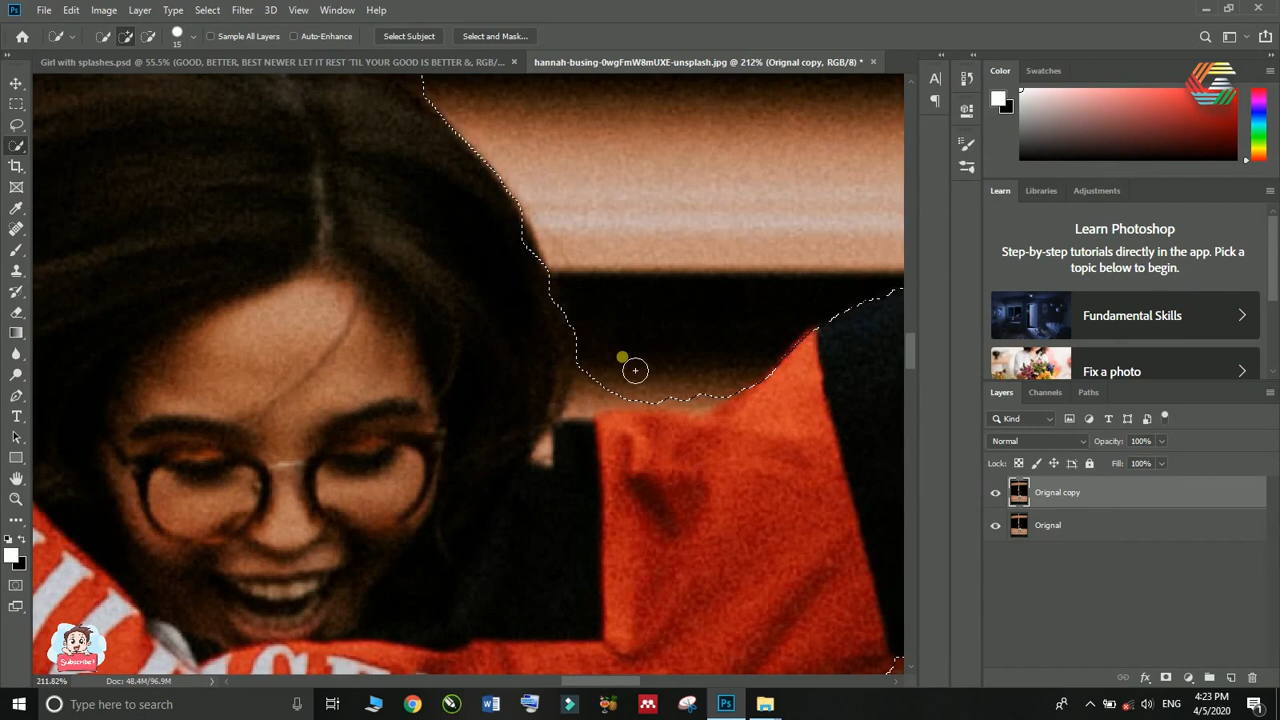 Ps File Edit Image Layer Type Select Filter 3D View Window Help
15 Sample All Layers Auto-Enhance Select Subject Select and Mask...
Girl with splashes.psd @ 55.5% (GOOD, BETTER, BEST NEVER LET IT REST 'TIL YOUR GOOD IS BETTER &, RGB/... × hannah-busing-0wgFmW8mUXE-unsplash.jpg @ 212% (Orignal copy, RGB/8) * ×
Color Swatches
Learn Libraries Adjustments
Learn Photoshop
Step-by-step tutorials directly in the app. Pick a
topic below to begin.
Fundamental Skills
Fix a photo
Layers Channels Paths
Kind
Normal Opacity: 100%
Lock: Fill: 100%
Orignal copy
Orignal
Subscribe!
211.82% Doc: 48.4M/96.9M
Type here to search
ENG
4:23 PM
4/5/2020